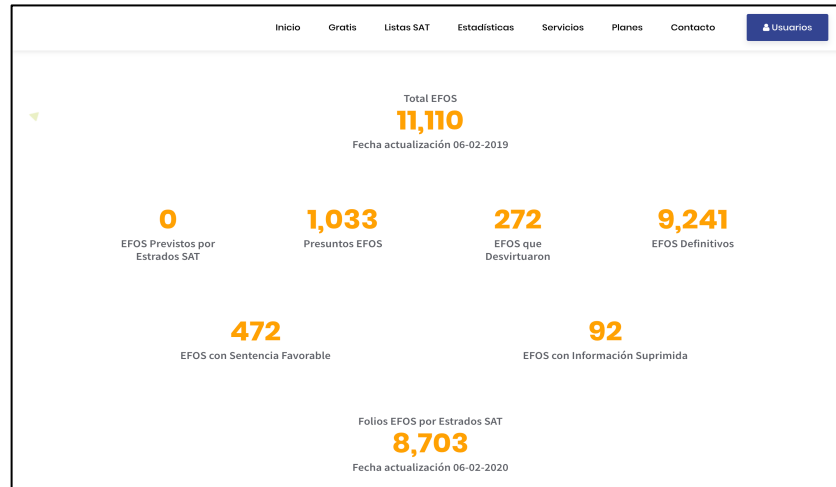 Inicio Gratis Listas SAT Estadísticas Servicios Planes Contacto Usuarios
Total EFOS
11,110
Fecha actualización 06-02-2019
0 1,033 272 9,241
EFOS Previstos por Presuntos EFOS EFOS que EFOS Definitivos
Estrados SAT Desvirtuaron
472 92
EFOS con Sentencia Favorable EFOS con Información Suprimida
Folios EFOS por Estrados SAT
8,703
Fecha actualización 06-02-2020